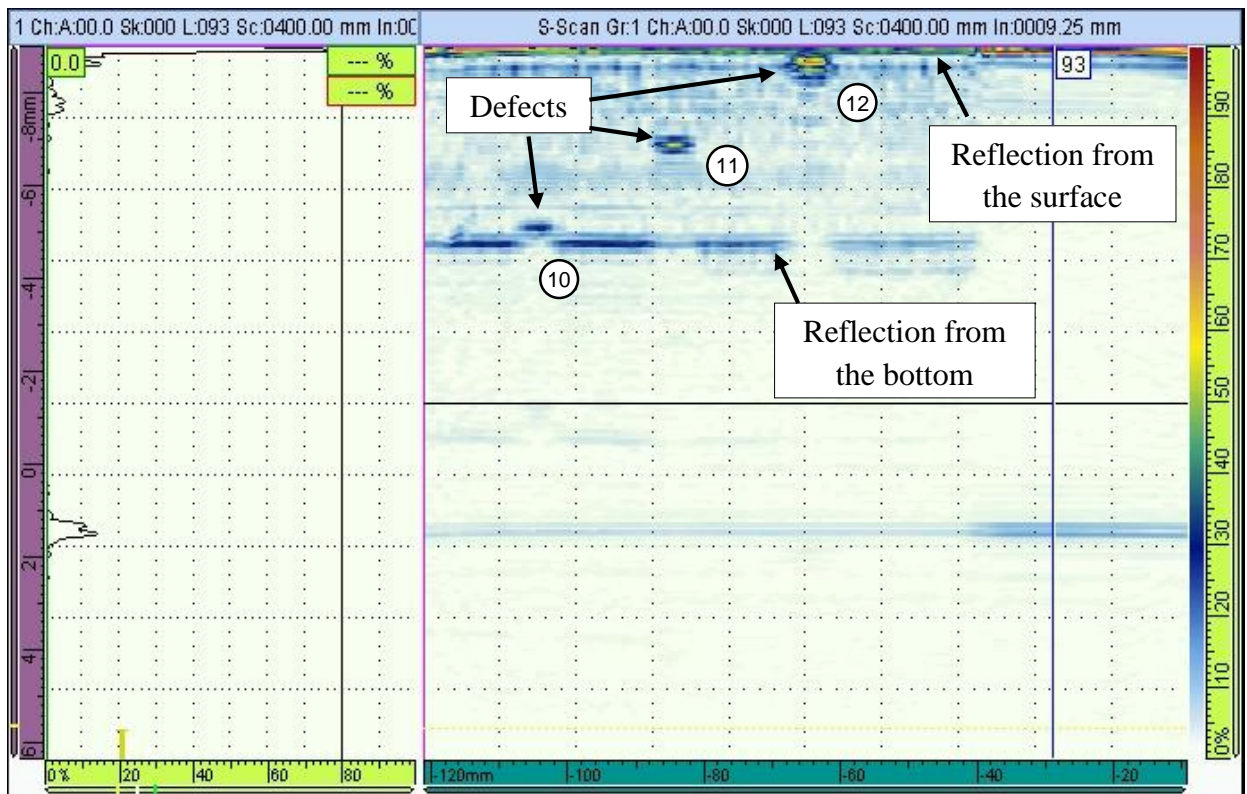 1 Ch:A:00.0 Sk:000 L:093 Sc:0400.00 mm In:00
S-Scan Gr:1 Ch:A:00.0 Sk:000 L:093 Sc:0400.00 mm In:0009.25 mm
0.0
--- %
--- %
93
Defects
12
11
10
Reflection from
the surface
Reflection from
the bottom
-8mm
-6
-4
-2
0
2
4
6
0% 20 40 60 80
-120mm -100 -80 -60 -40 -20
90
80
70
60
50
40
30
20
10
0%